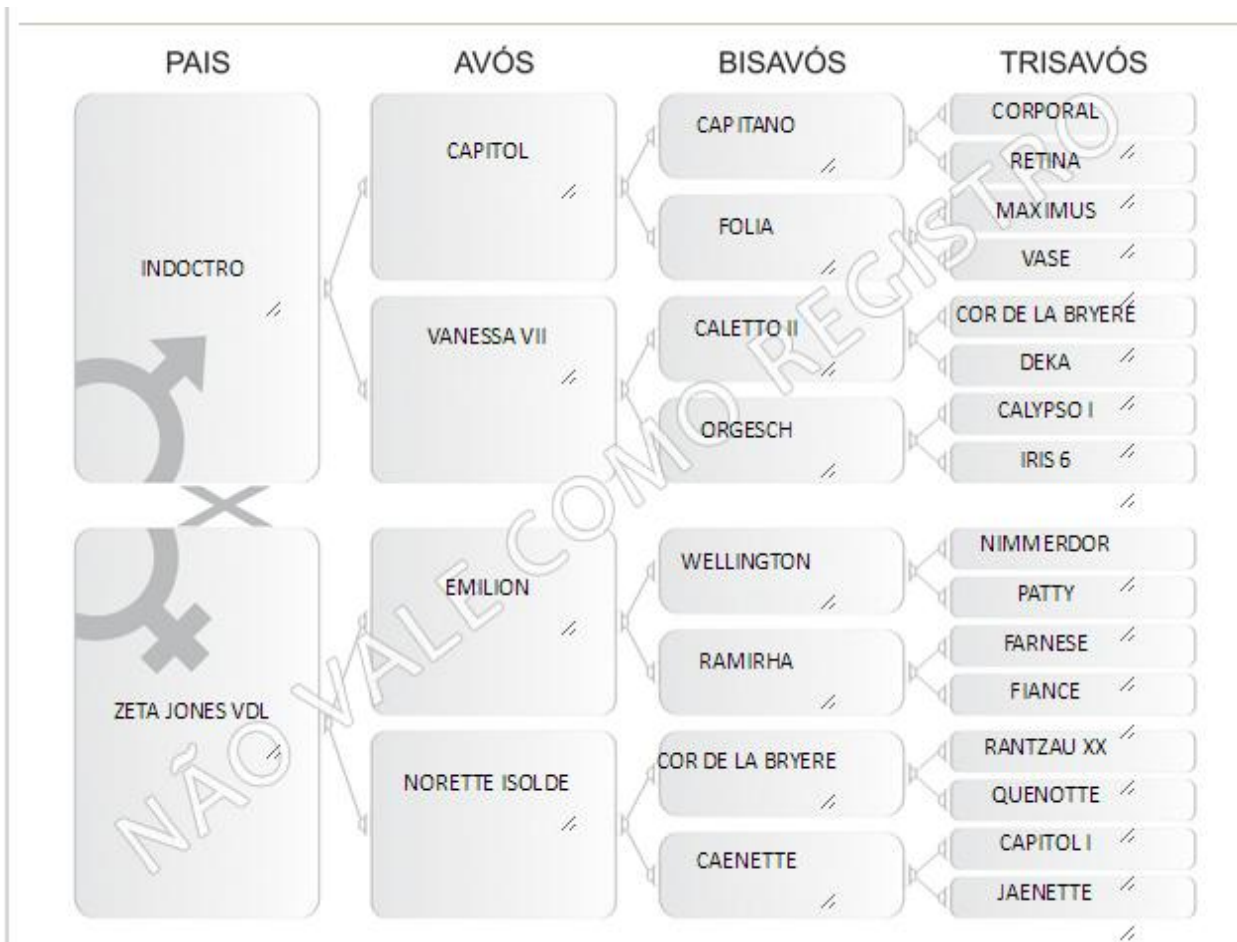 PAIS
AVÓS
BISAVÓS
TRISAVÓS
INDOCTRO
CAPITOL
VANESSA VII
CAPITANO
FOLIA
CALETTO II
ORGESCH
CORPORAL
RETINA
MAXIMUS
VASE
COR DE LA BRYERE
DEKA
CALYPSO I
IRIS 6
ZETA JONES VDL
EMILION
NORETTE ISOLDE
WELLINGTON
RAMIRHA
COR DE LA BRYERE
CAENETTE
NIMMERDOR
PATTY
FARNESE
FIANCE
RANTZAU XX
QUENOTTE
CAPITOL I
JAENETTE
NÃO VALE COMO REGISTRO